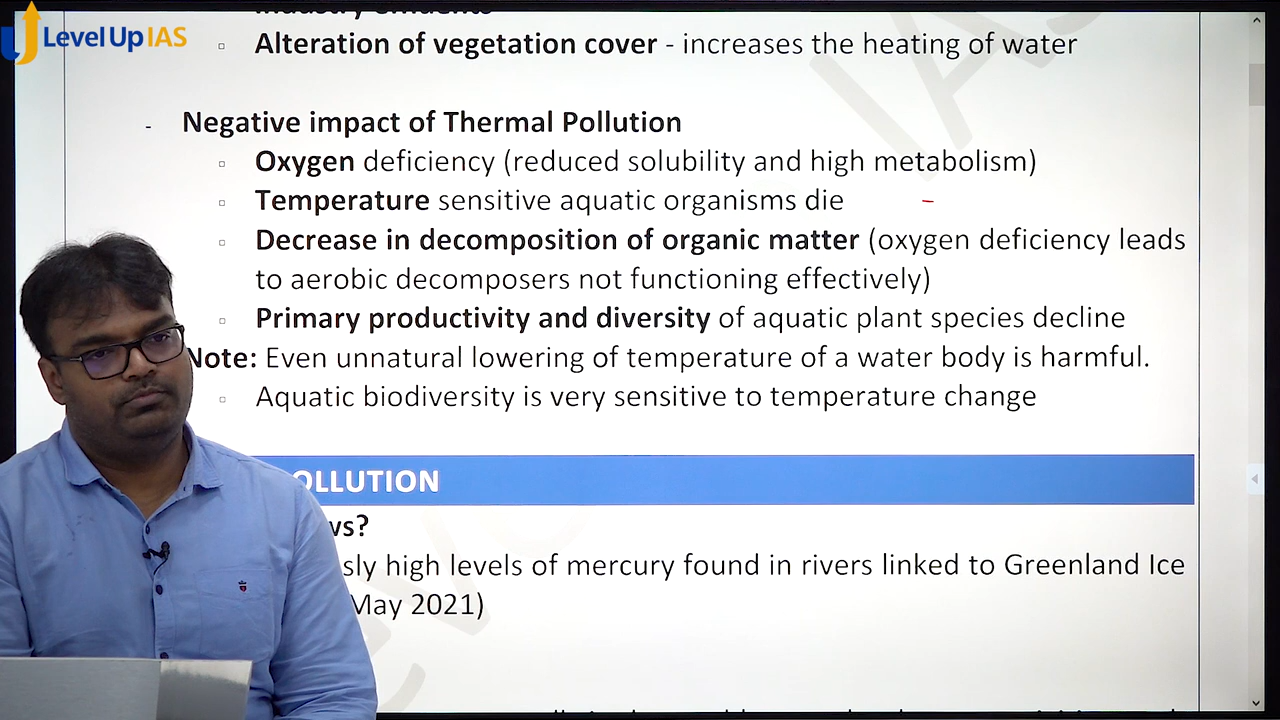 Level Up IAS
Industry effluents
▫ Alteration of vegetation cover - increases the heating of water
- Negative impact of Thermal Pollution
▫ Oxygen deficiency (reduced solubility and high metabolism)
▫ Temperature sensitive aquatic organisms die
▫ Decrease in decomposition of organic matter (oxygen deficiency leads
to aerobic decomposers not functioning effectively)
▫ Primary productivity and diversity of aquatic plant species decline
Note: Even unnatural lowering of temperature of a water body is harmful.
▫ Aquatic biodiversity is very sensitive to temperature change
OLLUTION
ws?
sly high levels of mercury found in rivers linked to Greenland Ice
May 2021)